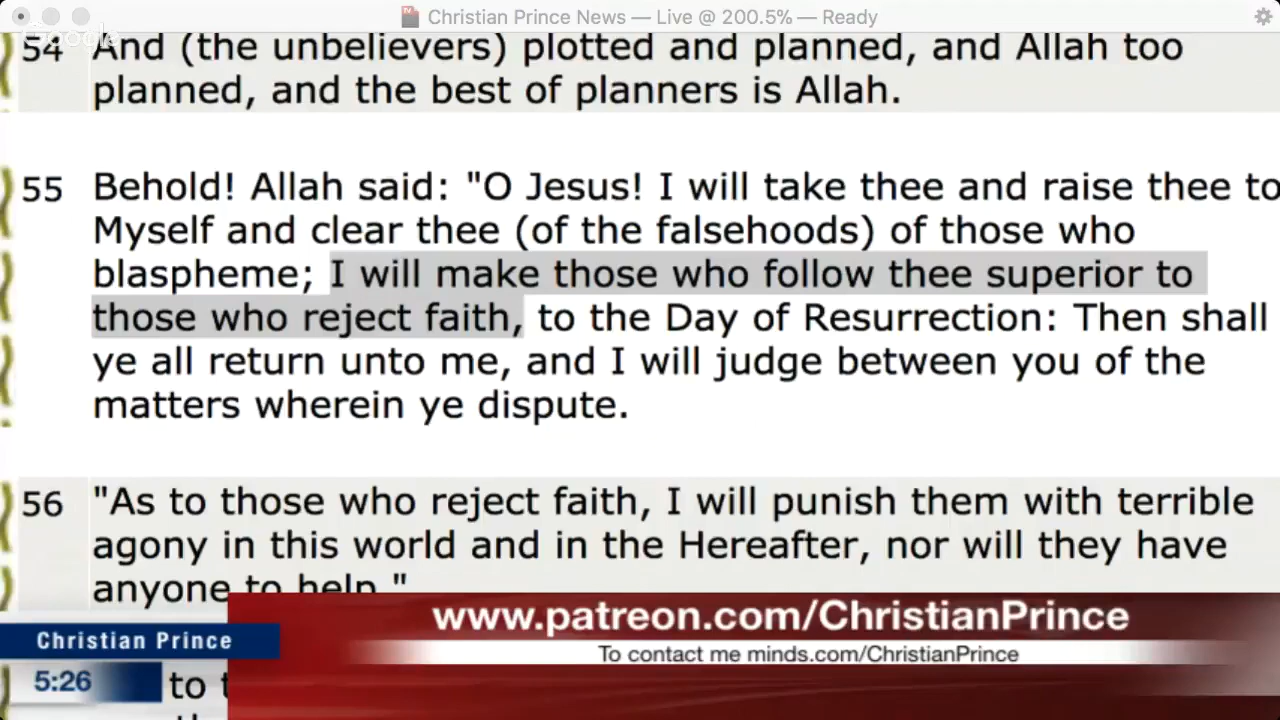 Christian Prince News — Live @ 200.5% — Ready
Google
54 And (the unbelievers) plotted and planned, and Allah too
planned, and the best of planners is Allah.
55 Behold! Allah said: "O Jesus! I will take thee and raise thee to
Myself and clear thee (of the falsehoods) of those who
blaspheme; I will make those who follow thee superior to
those who reject faith, to the Day of Resurrection: Then shall
ye all return unto me, and I will judge between you of the
matters wherein ye dispute.
56 "As to those who reject faith, I will punish them with terrible
agony in this world and in the Hereafter, nor will they have
anyone to help."
www.patreon.com/ChristianPrince
Christian Prince
To contact me minds.com/ChristianPrince
5:26
to